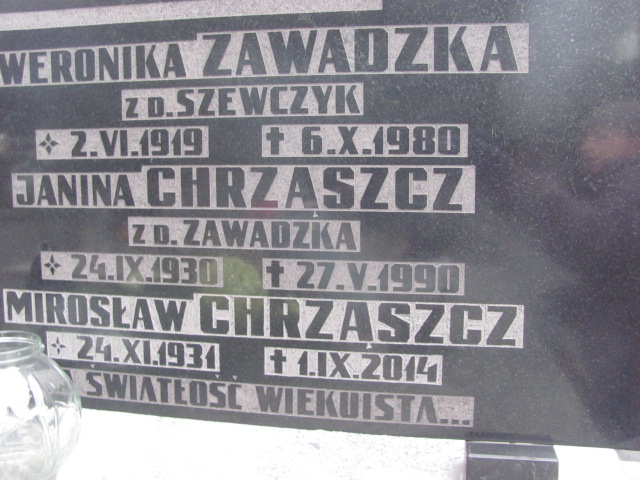 WERONIKA ZAWADZKA
Z D. SZEWCZYK
2.VI.1919 † 6.X.1980
JANINA CHRZĄSZCZ
Z D. ZAWADZKA
24.IX.1930 † 27.V.1990
MIROSŁAW CHRZĄSZCZ
24.XI.1931 † 1.IX.2014
ŚWIATŁOŚĆ WIEKUISTA...